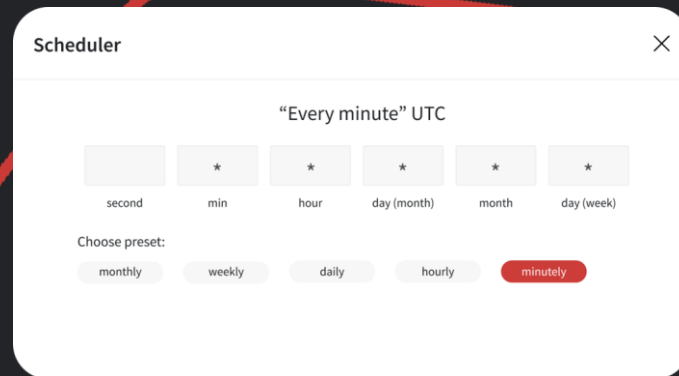 Scheduler
“Every minute” UTC
* * * * *
second min hour day (month) month day (week)
Choose preset:
monthly weekly daily hourly minutely